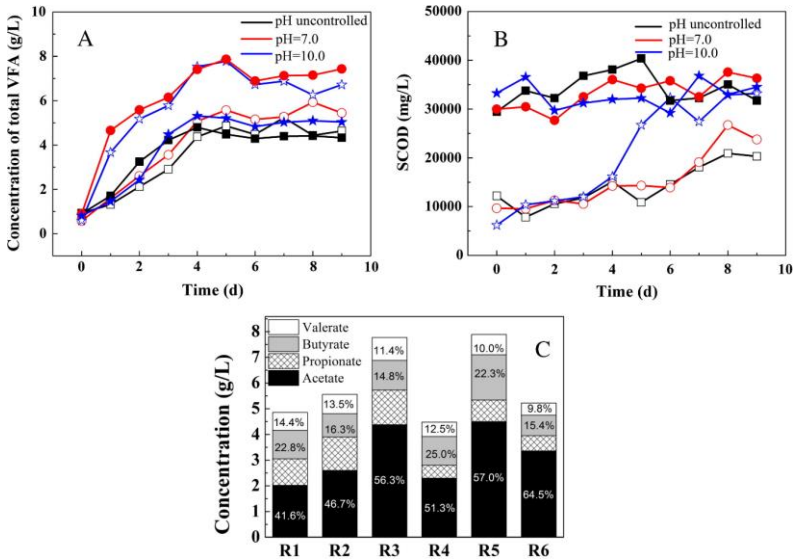 A
pH uncontrolled
pH=7.0
pH=10.0
Concentration of total VFA (g/L)
8
6
4
2
0
0 2 4 6 8 10
Time (d)
B
pH uncontrolled
pH=7.0
pH=10.0
SCOD (mg/L)
50000
40000
30000
20000
10000
0
0 2 4 6 8 10
Time (d)
C
Valerate
Butyrate
Propionate
Acetate
Concentration (g/L)
8
7
6
5
4
3
2
1
0
14.4%
22.8%
41.6%
13.5%
16.3%
46.7%
11.4%
14.8%
56.3%
12.5%
25.0%
51.3%
10.0%
22.3%
57.0%
9.8%
15.4%
64.5%
R1 R2 R3 R4 R5 R6